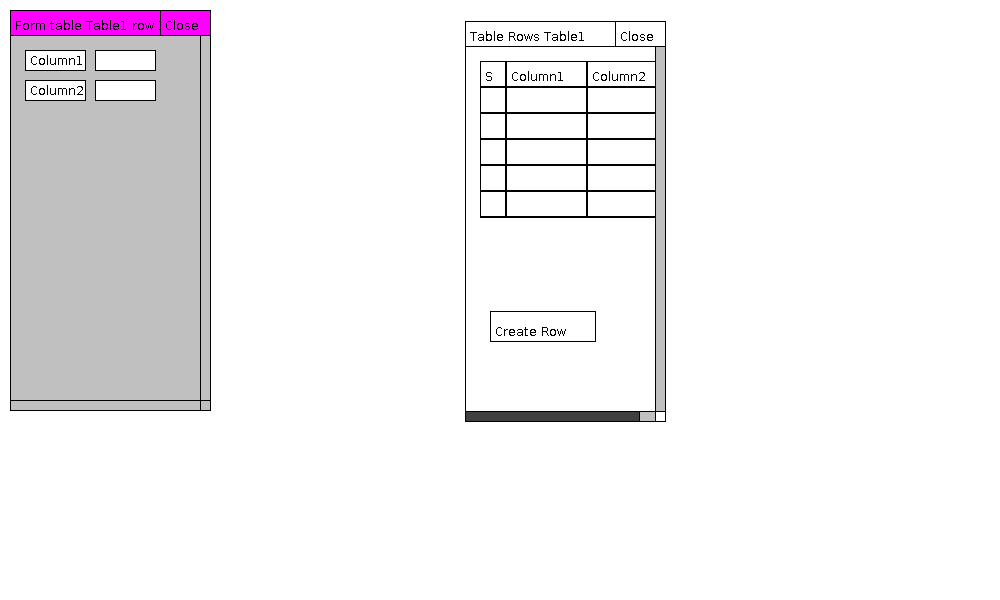 Form table Table1 row
Close
Column1
Column2
Table Rows Table1
Close
S
Column1
Column2
Create Row